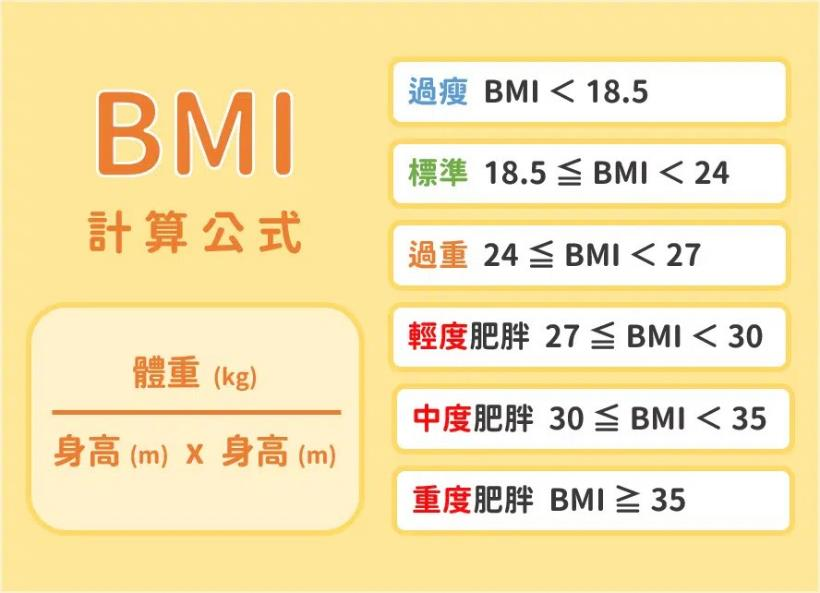 BMI
計算公式
體重 (kg)
身高 (m) x 身高 (m)
過瘦 BMI < 18.5
標準 18.5 ≦ BMI < 24
過重 24 ≦ BMI < 27
輕度肥胖 27 ≦ BMI < 30
中度肥胖 30 ≦ BMI < 35
重度肥胖 BMI ≧ 35